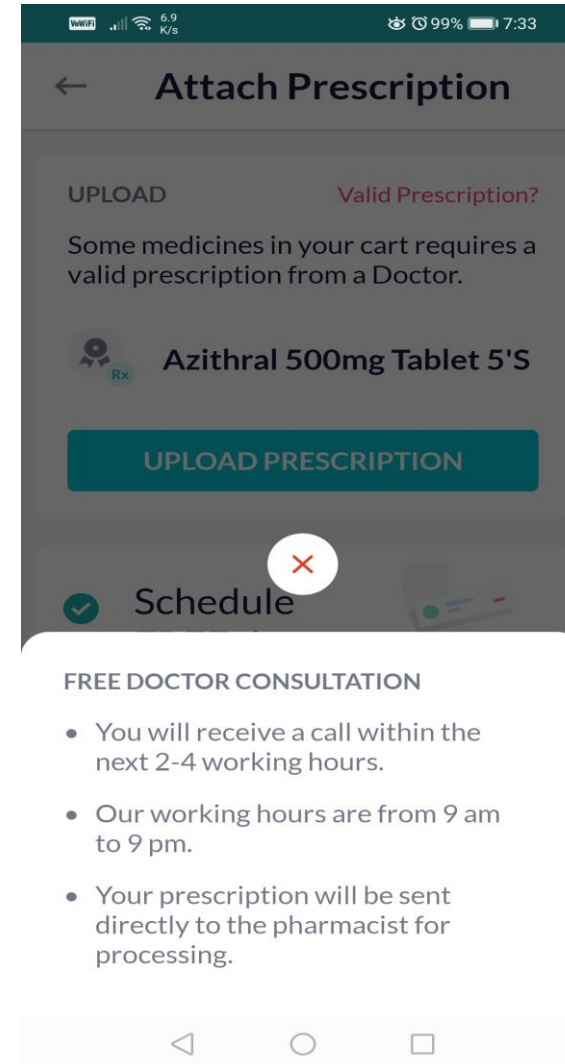 VoWiFi 6.9 K/s 99% 7:33
Attach Prescription
UPLOAD Valid Prescription?
Some medicines in your cart requires a
valid prescription from a Doctor.
Rx Azithral 500mg Tablet 5'S
UPLOAD PRESCRIPTION
Schedule
FREE DOCTOR CONSULTATION
• You will receive a call within the
next 2-4 working hours.
• Our working hours are from 9 am
to 9 pm.
• Your prescription will be sent
directly to the pharmacist for
processing.